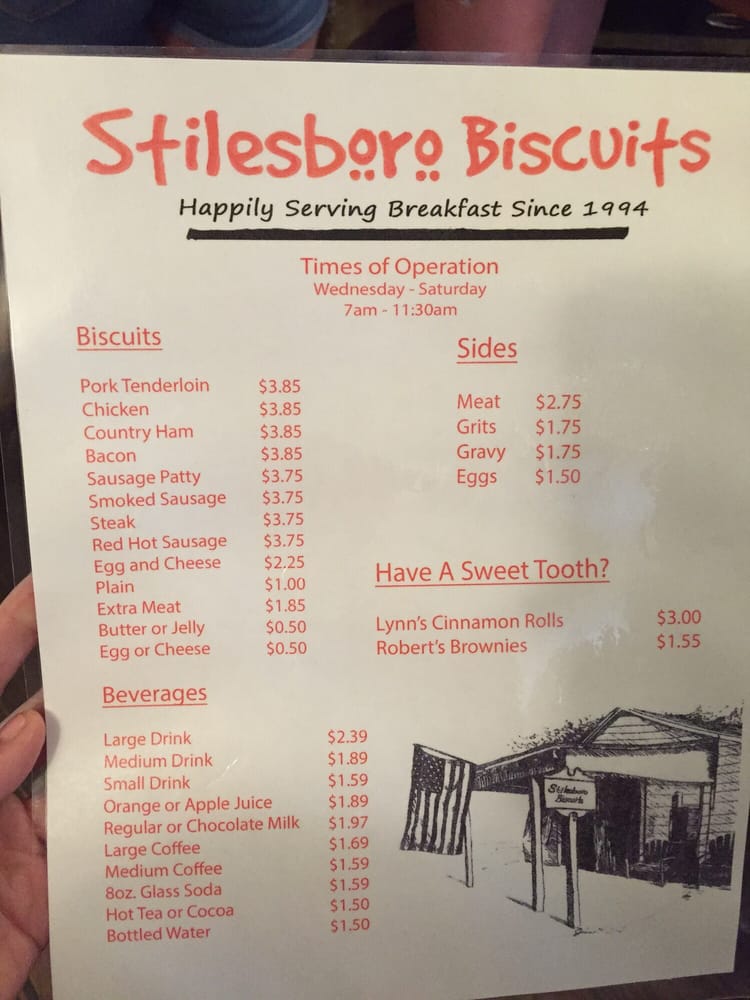 Stilesboro Biscuits
Happily Serving Breakfast Since 1994
Times of Operation
Wednesday - Saturday
7am - 11:30am
Biscuits
Pork Tenderloin $3.85
Chicken $3.85
Country Ham $3.85
Bacon $3.85
Sausage Patty $3.75
Smoked Sausage $3.75
Steak $3.75
Red Hot Sausage $3.75
Egg and Cheese $2.25
Plain $1.00
Extra Meat $1.85
Butter or Jelly $0.50
Egg or Cheese $0.50
Sides
Meat $2.75
Grits $1.75
Gravy $1.75
Eggs $1.50
Have A Sweet Tooth?
Lynn's Cinnamon Rolls $3.00
Robert's Brownies $1.55
Beverages
Large Drink $2.39
Medium Drink $1.89
Small Drink $1.59
Orange or Apple Juice $1.89
Regular or Chocolate Milk $1.97
Large Coffee $1.69
Medium Coffee $1.59
8oz. Glass Soda $1.59
Hot Tea or Cocoa $1.50
Bottled Water $1.50
Stilesboro
Biscuits